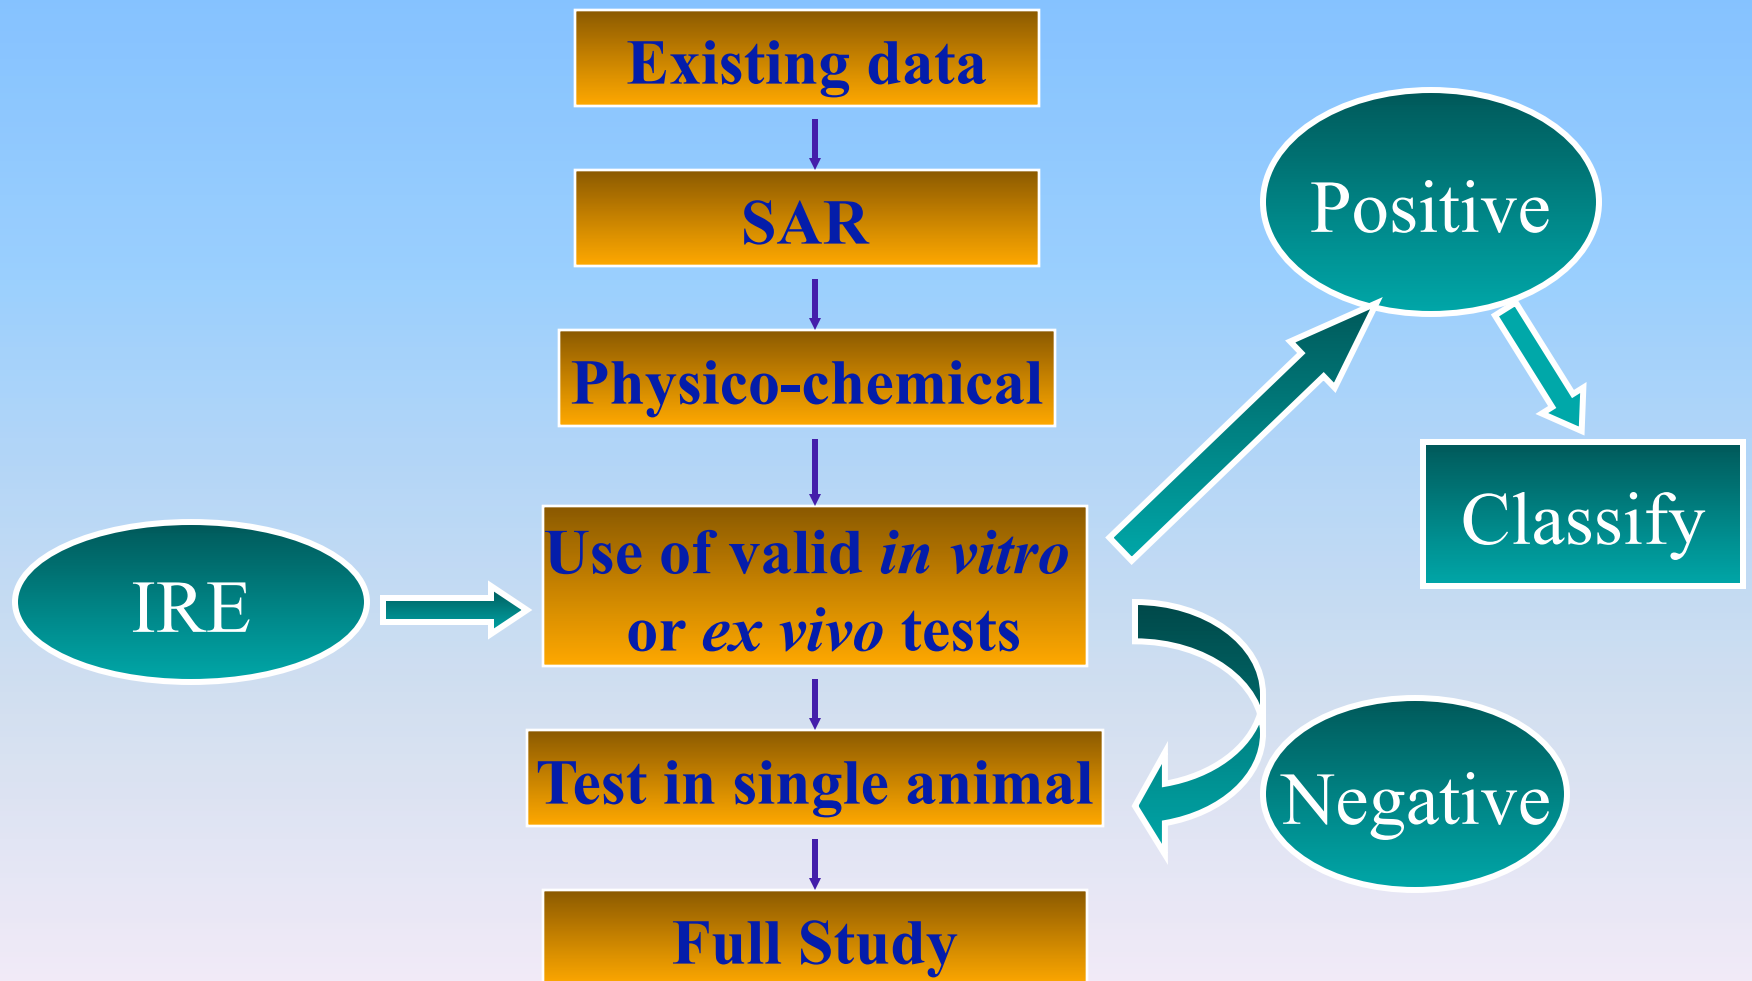 Existing data
SAR
Physico-chemical
Use of valid in vitro
or ex vivo tests
Test in single animal
Full Study
IRE
Positive
Classify
Negative